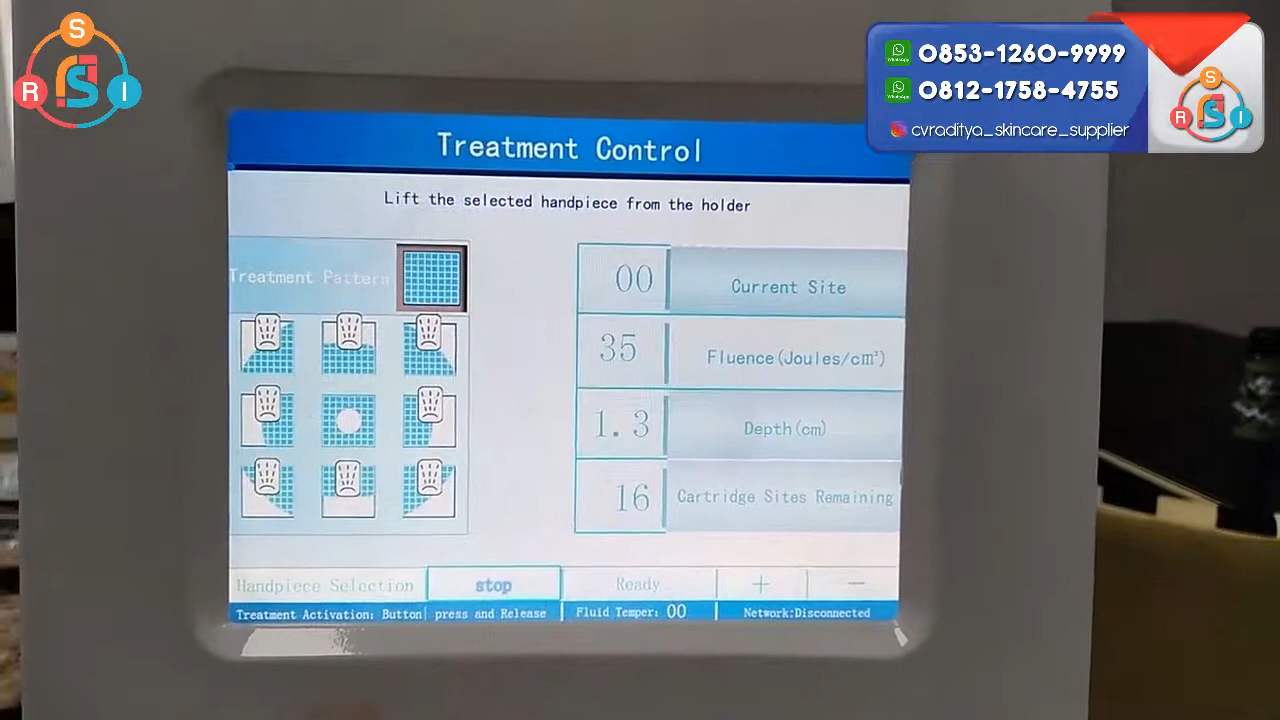 S
R
I
0853-1260-9999
0812-1758-4755
cvraditya_skincare_supplier
S
R
I
Treatment Control
Lift the selected handpiece from the holder
Treatment Pattern
00 Current Site
35 Fluence(Joules/cm²)
1.3 Depth(cm)
16 Cartridge Sites Remaining
Handpiece Selection stop Ready + −
Treatment Activation: Button press and Release Fluid Temper: 00 Network:Disconnected